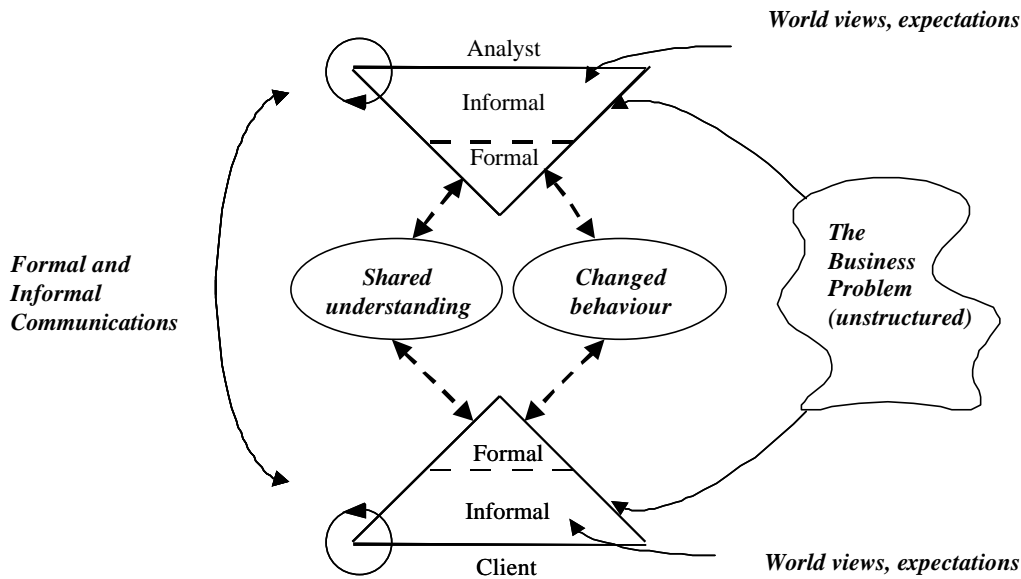 World views, expectations
Analyst
Informal
Formal
Formal and
Informal
Communications
Shared
understanding
Changed
behaviour
The
Business
Problem
(unstructured)
Formal
Informal
Client
World views, expectations